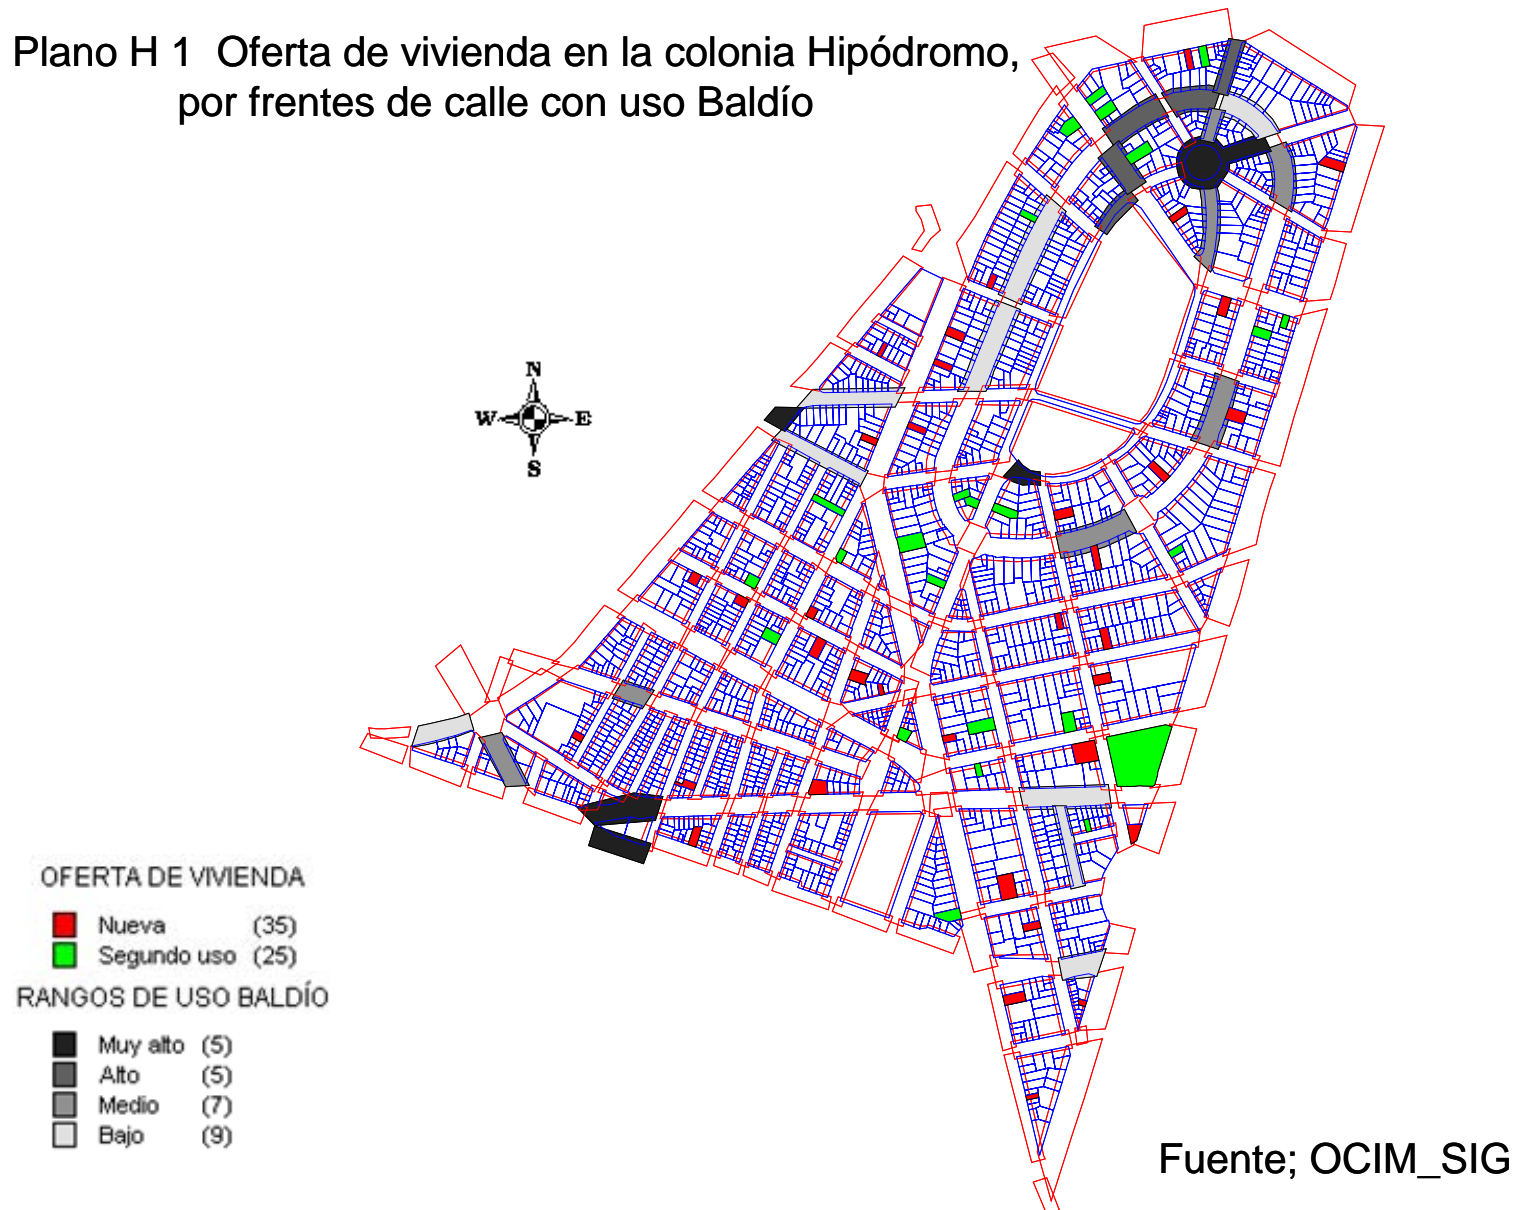 Plano H 1  Oferta de vivienda en la colonia Hipódromo,
por frentes de calle con uso Baldío
N
W E
S
OFERTA DE VIVIENDA
Nueva (35)
Segundo uso (25)
RANGOS DE USO BALDÍO
Muy alto (5)
Alto (5)
Medio (7)
Bajo (9)
Fuente; OCIM_SIG